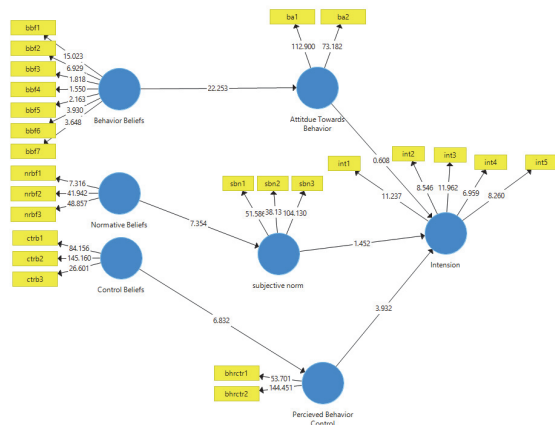 bbf1
bbf2
bbf3
bbf4
bbf5
bbf6
bbf7
15.023
6.929
1.818
1.550
2.163
3.930
3.648
Behavior Beliefs
22.253
ba1
ba2
112.900
73.182
Attitdue Towards
Behavior
0.608
nrbf1
nrbf2
nrbf3
7.316
41.942
48.857
Normative Beliefs
7.354
sbn1
sbn2
sbn3
51.586
38.13
104.130
subjective norm
1.452
int1
int2
int3
int4
int5
11.237
8.546
11.962
6.959
8.260
Intension
ctrb1
ctrb2
ctrb3
84.156
145.160
26.601
Control Beliefs
6.832
3.932
bhrctr1
bhrctr2
53.701
144.451
Percieved Behavior
Control